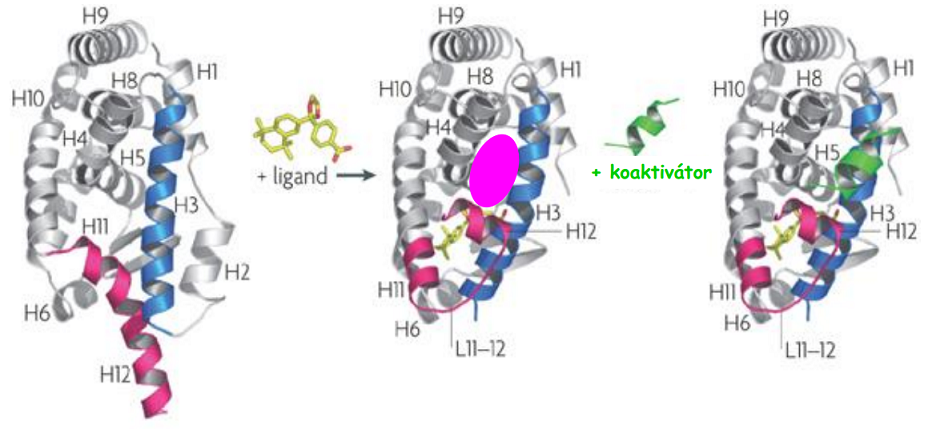 H9
H1
H8
H10
H4
H5
H3
H11
H2
H6
H12
+ ligand
H9
H1
H8
H10
H4
H3
H12
H11
H6
L11–12
+ koaktivátor
H9
H1
H8
H10
H4
H5
H3
H12
H11
H6
L11–12